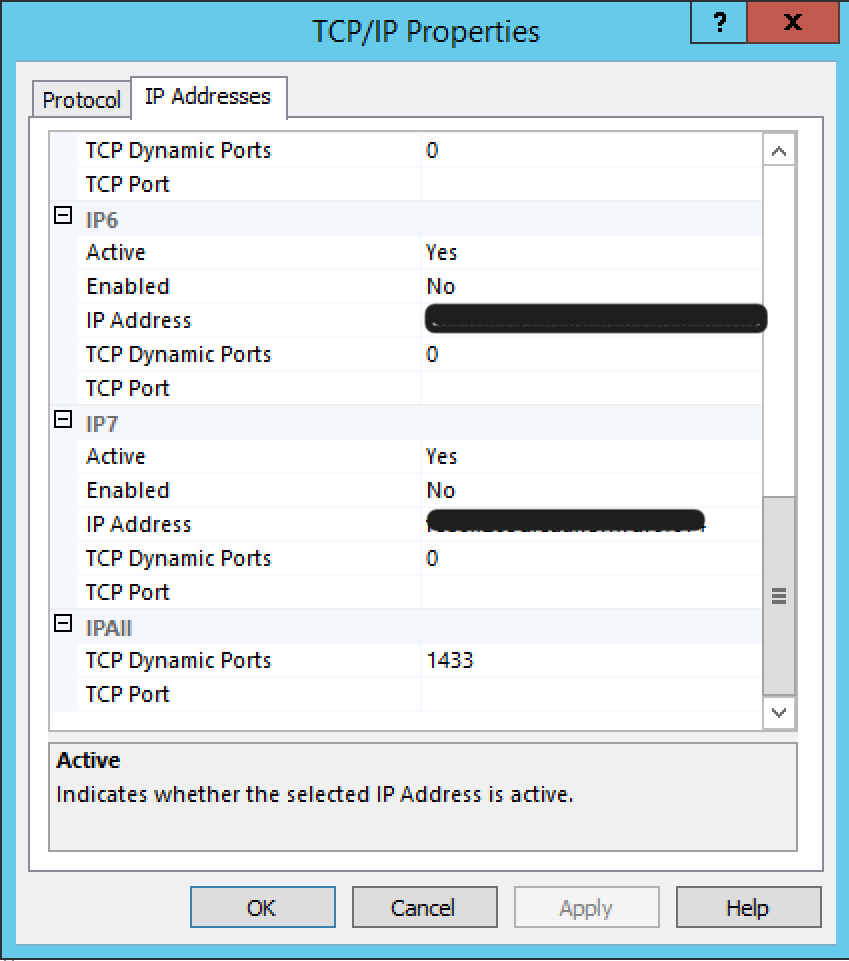 TCP/IP Properties
?
X
Protocol
IP Addresses
TCP Dynamic Ports 0
TCP Port
IP6
Active Yes
Enabled No
IP Address
TCP Dynamic Ports 0
TCP Port
IP7
Active Yes
Enabled No
IP Address
TCP Dynamic Ports 0
TCP Port
IPAll
TCP Dynamic Ports 1433
TCP Port
Active
Indicates whether the selected IP Address is active.
OK
Cancel
Apply
Help